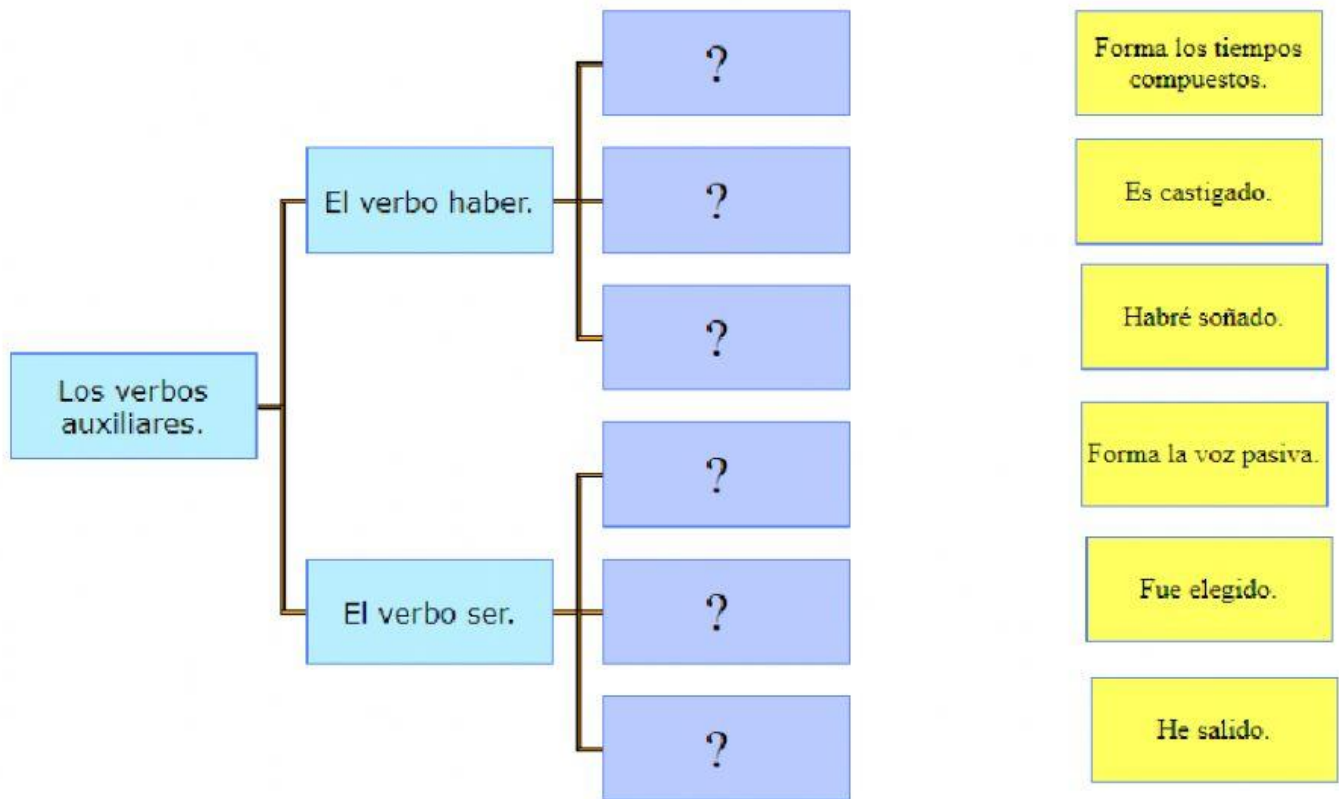 ?
Forma los tiempos
compuestos.
?
Es castigado.
El verbo haber.
?
Habré soñado.
Los verbos
auxiliares.
?
Forma la voz pasiva.
El verbo ser.
?
Fue elegido.
?
He salido.